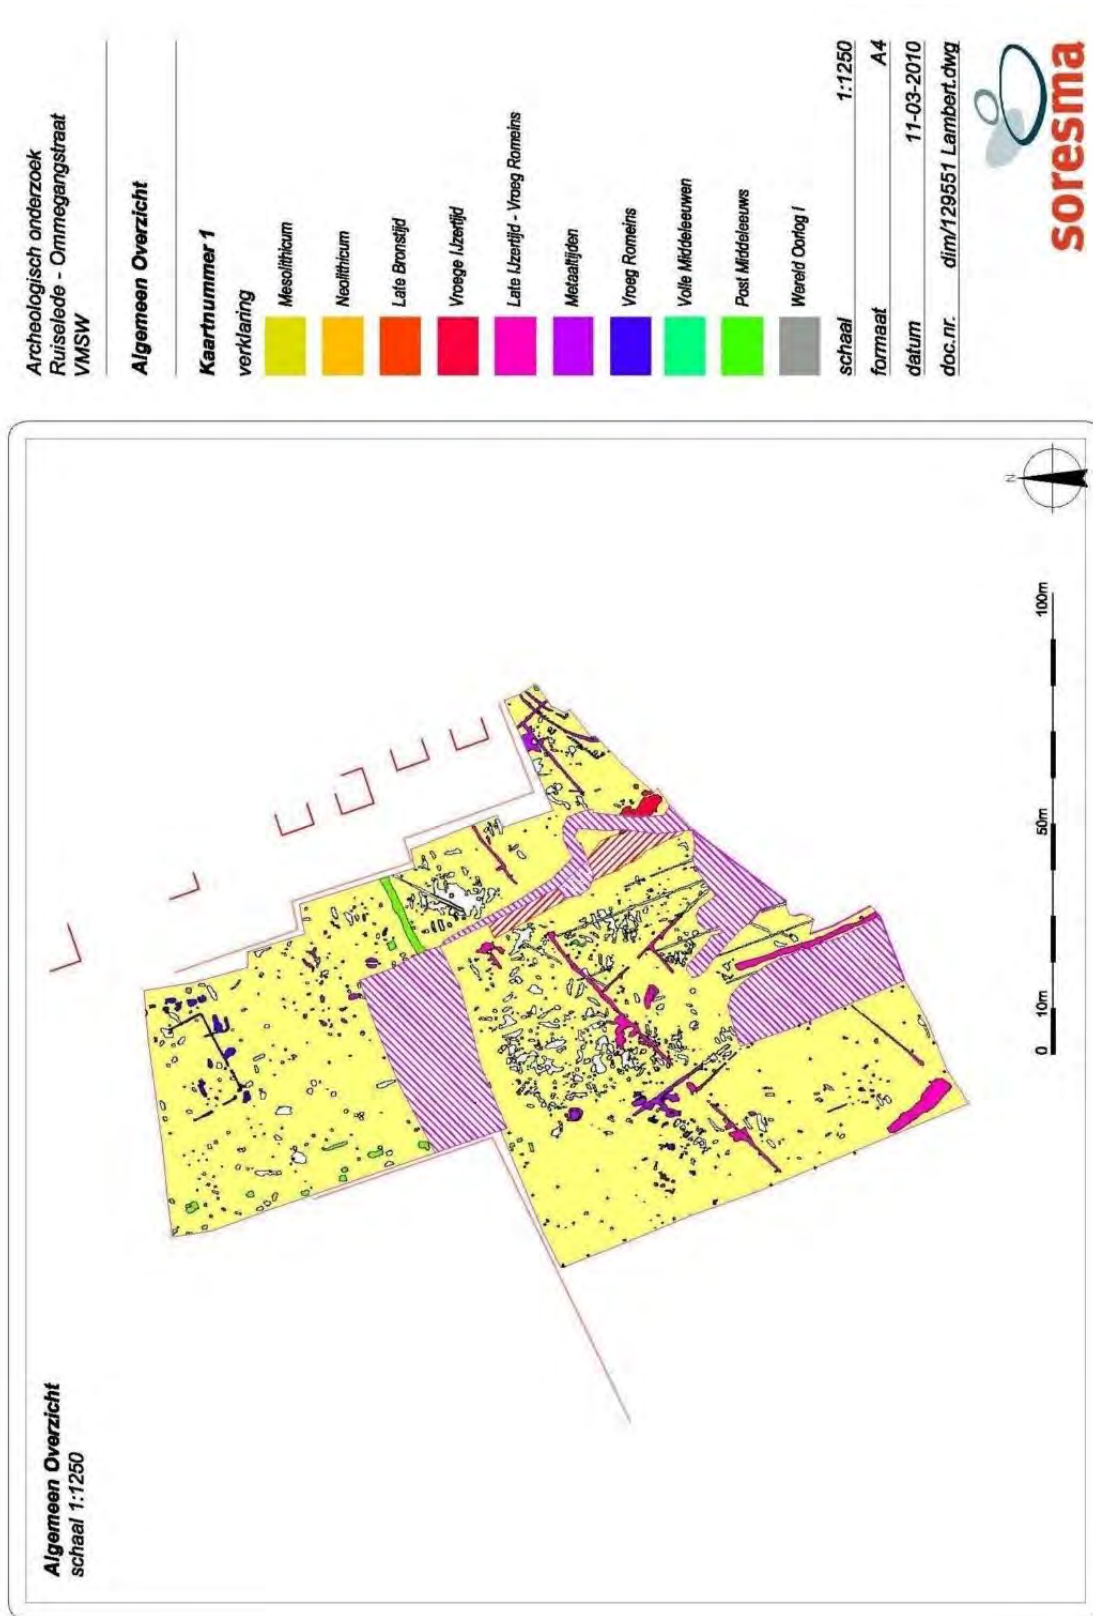 Archeologisch onderzoek
Ruiselede - Ommegangstraat
VMSW
Algemeen Overzicht
Kaartnummer 1
verklaring
Mesolithicum
Neolithicum
Late Bronstijd
Vroege IJzertijd
Late IJzertijd - Vroeg Romeins
Metaaltijden
Vroeg Romeins
Volle Middeleeuwen
Post Middeleeuws
Wereld Oorlog I
schaal 1:1250
formaat A4
datum 11-03-2010
doc.nr. dim/129551 Lambert.dwg
soresma
Algemeen Overzicht
schaal 1:1250
N
0 10m 50m 100m